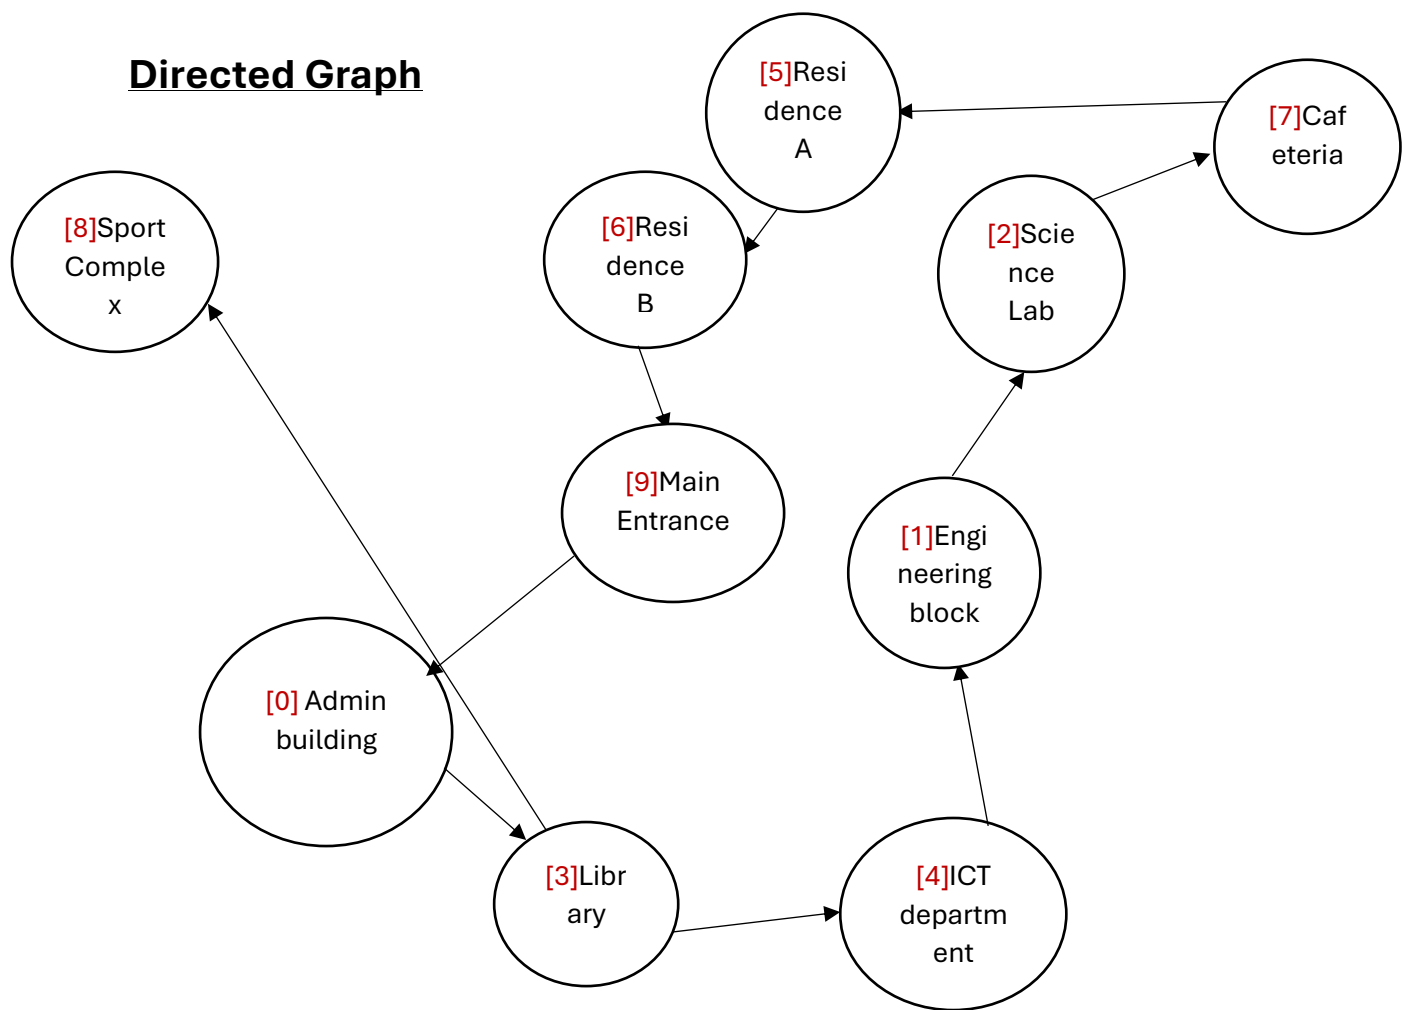 Directed Graph
[5]Resi
dence
A
[7]Caf
eteria
[8]Sport
Comple
x
[6]Resi
dence
B
[2]Scie
nce
Lab
[9]Main
Entrance
[1]Engi
neering
block
[0] Admin
building
[3]Libr
ary
[4]ICT
departm
ent